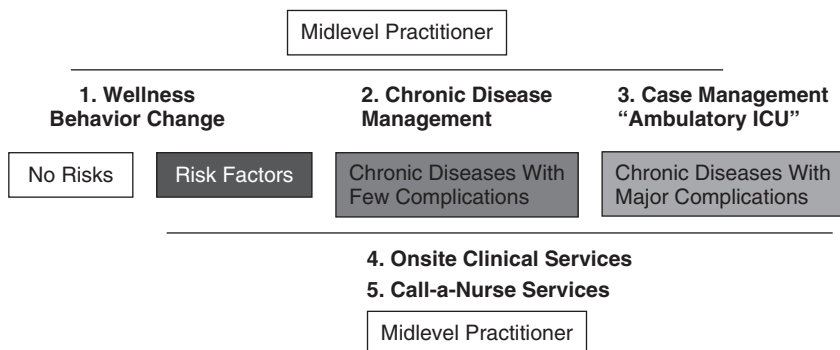 Midlevel Practitioner
1. Wellness
Behavior Change
2. Chronic Disease
Management
3. Case Management
“Ambulatory ICU”
No Risks
Risk Factors
Chronic Diseases With
Few Complications
Chronic Diseases With
Major Complications
4. Onsite Clinical Services
5. Call-a-Nurse Services
Midlevel Practitioner